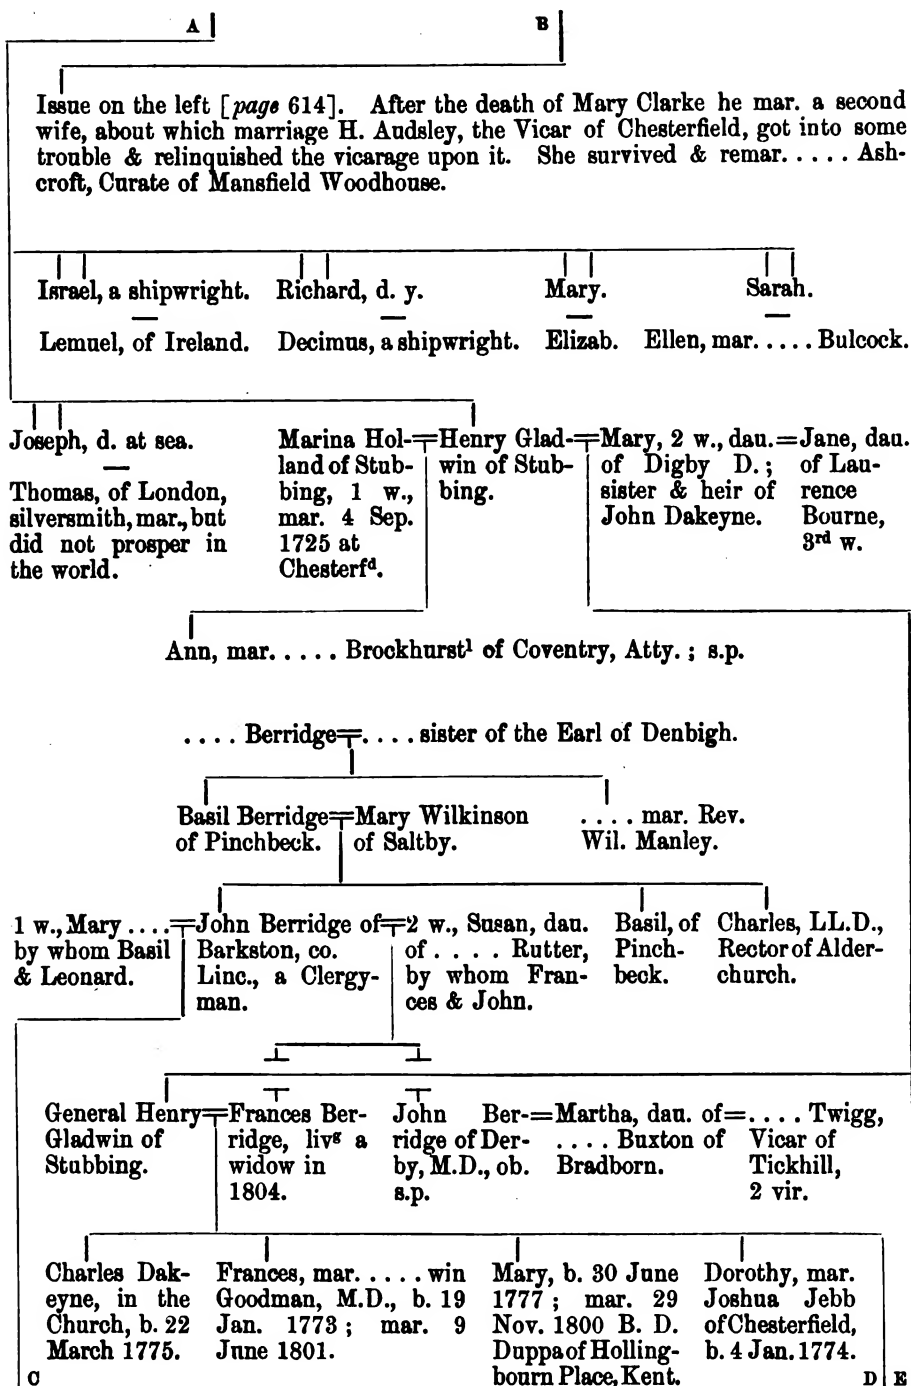 A B
Issue on the left [page 614]. After the death of Mary Clarke he mar. a second
wife, about which marriage H. Audsley, the Vicar of Chesterfield, got into some
trouble & relinquished the vicarage upon it. She survived & remar. . . . . Ash-
croft, Curate of Mansfield Woodhouse.
Israel, a shipwright. Richard, d. y. Mary. Sarah.
Lemuel, of Ireland. Decimus, a shipwright. Elizab. Ellen, mar. . . . . Bulcock.
Joseph, d. at sea.
Thomas, of London,
silversmith, mar., but
did not prosper in
the world.
Marina Hol-
land of Stub-
bing, 1 w.,
mar. 4 Sep.
1725 at
Chesterfᵈ.
Henry Glad-
win of Stub-
bing.
Mary, 2 w., dau.
of Digby D.;
sister & heir of
John Dakeyne.
Jane, dau.
of Lau-
rence
Bourne,
3ʳᵈ w.
Ann, mar. . . . . Brockhurst¹ of Coventry, Atty.; s.p.
. . . . Berridge . . . . sister of the Earl of Denbigh.
Basil Berridge
of Pinchbeck.
Mary Wilkinson
of Saltby.
. . . . mar. Rev.
Wil. Manley.
1 w., Mary . . . .
by whom Basil
& Leonard.
John Berridge of
Barkston, co.
Linc., a Clergy-
man.
2 w., Susan, dau.
of . . . . Rutter,
by whom Fran-
ces & John.
Basil, of
Pinch-
beck.
Charles, LL.D.,
Rector of Alder-
church.
General Henry
Gladwin of
Stubbing.
Frances Ber-
ridge, livᵍ a
widow in
1804.
John Ber-
ridge of Der-
by, M.D., ob.
s.p.
Martha, dau. of
. . . . Buxton of
Bradborn.
. . . . Twigg,
Vicar of
Tickhill,
2 vir.
Charles Dak-
eyne, in the
Church, b. 22
March 1775.
Frances, mar. . . . . win
Goodman, M.D., b. 19
Jan. 1773; mar. 9
June 1801.
Mary, b. 30 June
1777; mar. 29
Nov. 1800 B. D.
Duppa of Holling-
bourn Place, Kent.
Dorothy, mar.
Joshua Jebb
of Chesterfield,
b. 4 Jan. 1774.
C D E